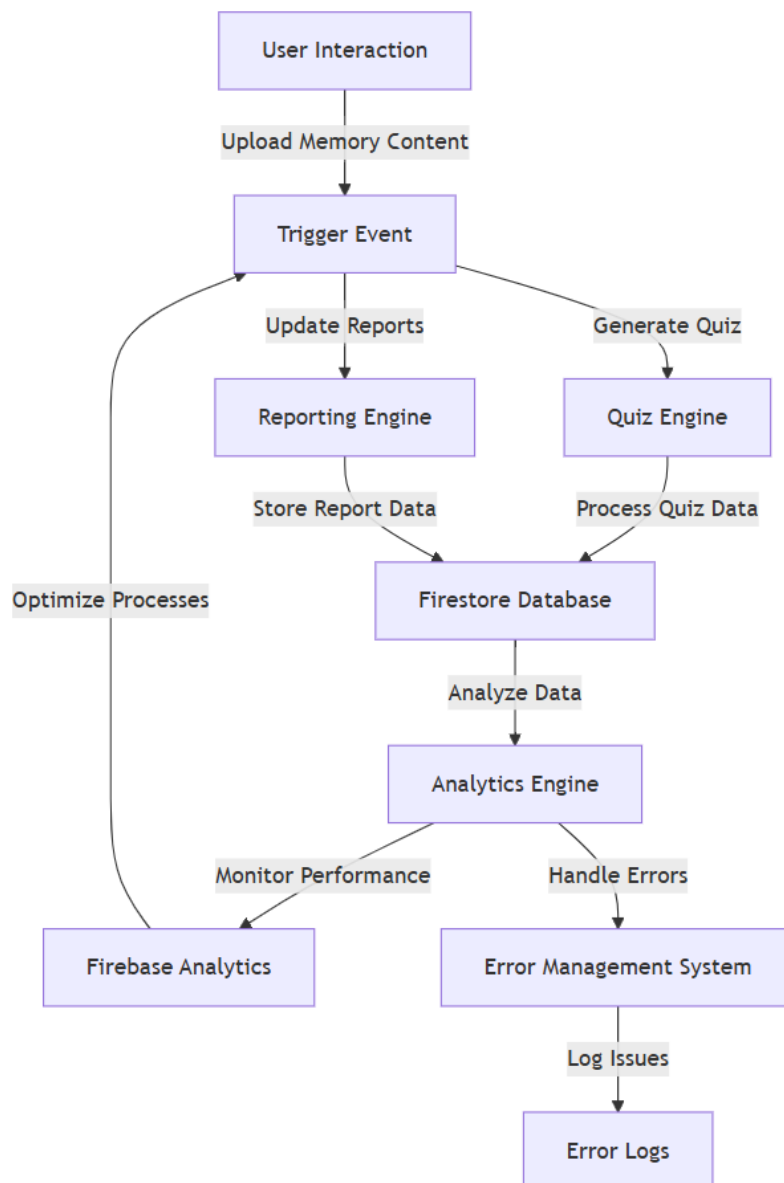 User Interaction
Upload Memory Content
Trigger Event
Update Reports
Generate Quiz
Reporting Engine
Quiz Engine
Store Report Data
Process Quiz Data
Optimize Processes
Firestore Database
Analyze Data
Analytics Engine
Monitor Performance
Handle Errors
Firebase Analytics
Error Management System
Log Issues
Error Logs